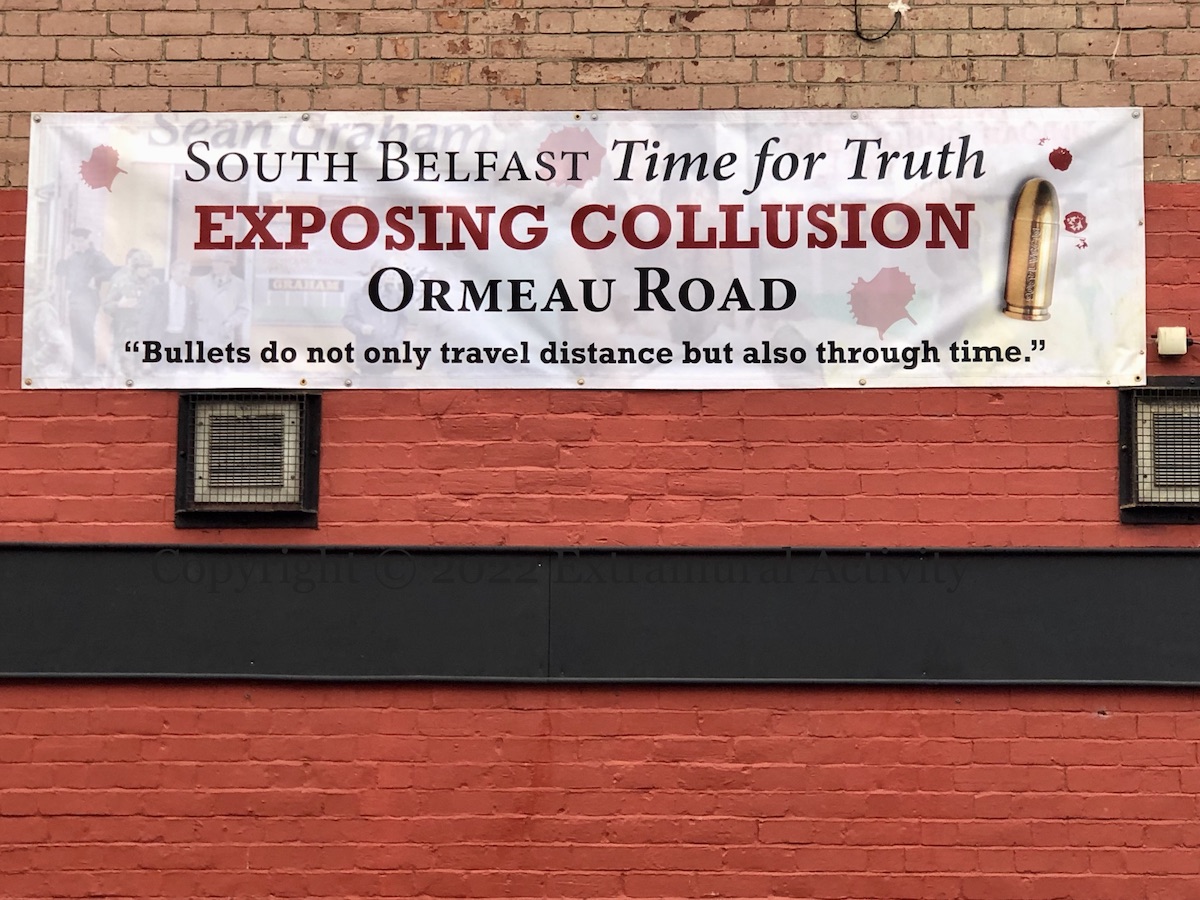 Sean Graham
SOUTH BELFAST Time for Truth
EXPOSING COLLUSION
ORMEAU ROAD
GRAHAM
“Bullets do not only travel distance but also through time.”
Copyright © 2022 Extramural Activity